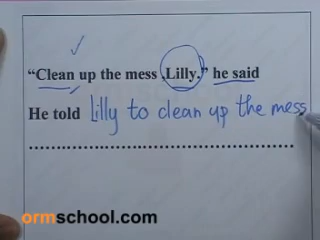 “Clean up the mess ,Lilly.” he said
He told Lilly to clean up the mess.
ormschool.com